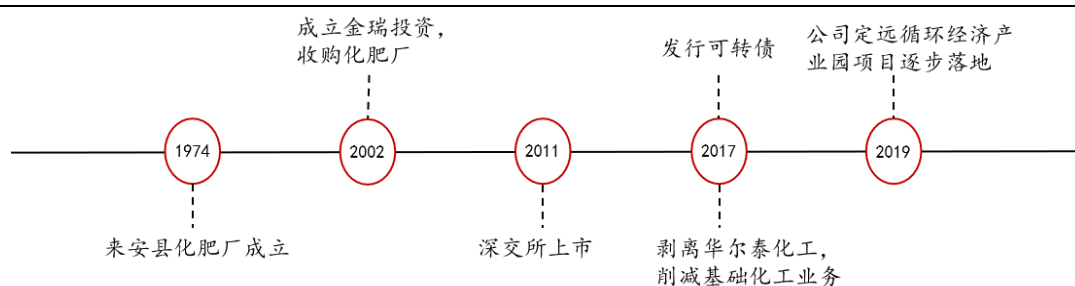 成立金瑞投资，
收购化肥厂
发行可转债
公司定远循环经济产
业园项目逐步落地
1974
2002
2011
2017
2019
来安县化肥厂成立
深交所上市
剥离华尔泰化工，
削减基础化工业务